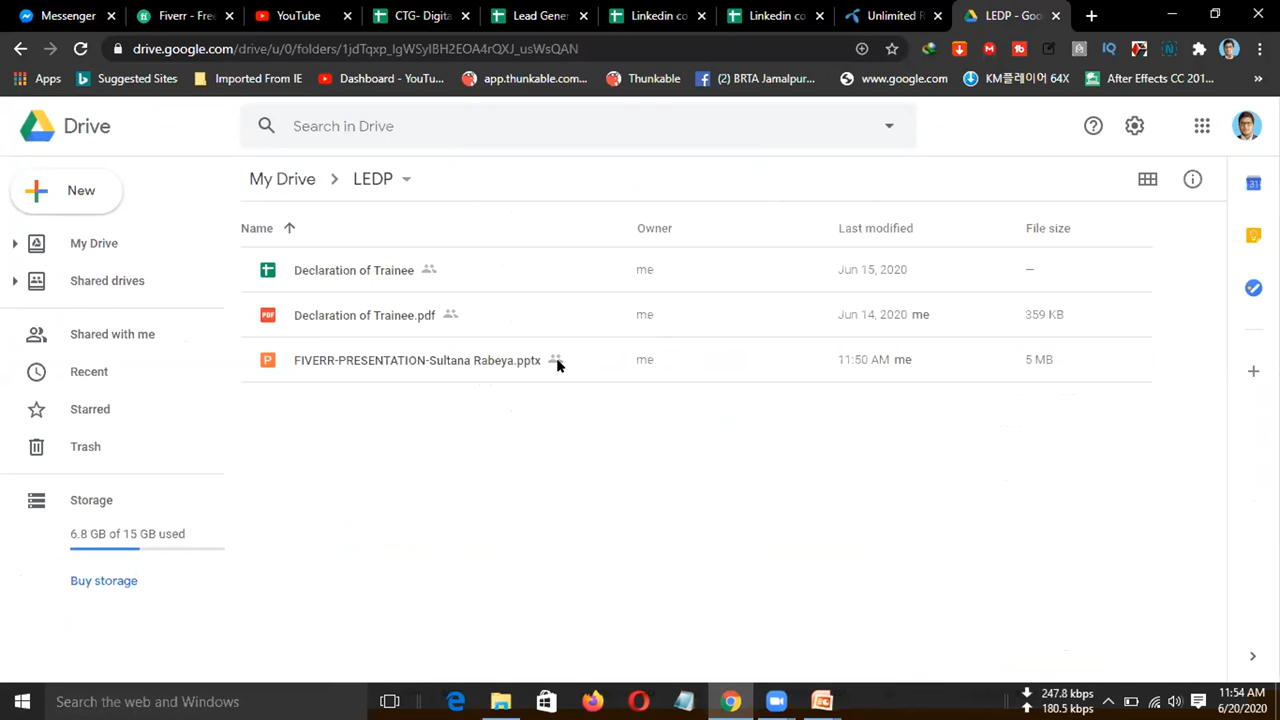 Messenger
Fiverr - Free
YouTube
CTG- Digita
Lead Gener
Linkedin co
Linkedin co
Unlimited R
LEDP - Goo
drive.google.com/drive/u/0/folders/1jdTqxp_IgWSyIBH2EOA4rQXJ_usWsQAN
Apps
Suggested Sites
Imported From IE
Dashboard - YouTu...
app.thunkable.com...
Thunkable
(2) BRTA Jamalpur...
www.google.com
KM플레이어 64X
After Effects CC 201...
Drive
Search in Drive
New
My Drive
Shared drives
Shared with me
Recent
Starred
Trash
Storage
6.8 GB of 15 GB used
Buy storage
My Drive > LEDP
Name Owner Last modified File size
Declaration of Trainee me Jun 15, 2020 —
Declaration of Trainee.pdf me Jun 14, 2020 me 359 KB
FIVERR-PRESENTATION-Sultana Rabeya.pptx me 11:50 AM me 5 MB
Search the web and Windows
247.8 kbps
180.5 kbps
11:54 AM
6/20/2020